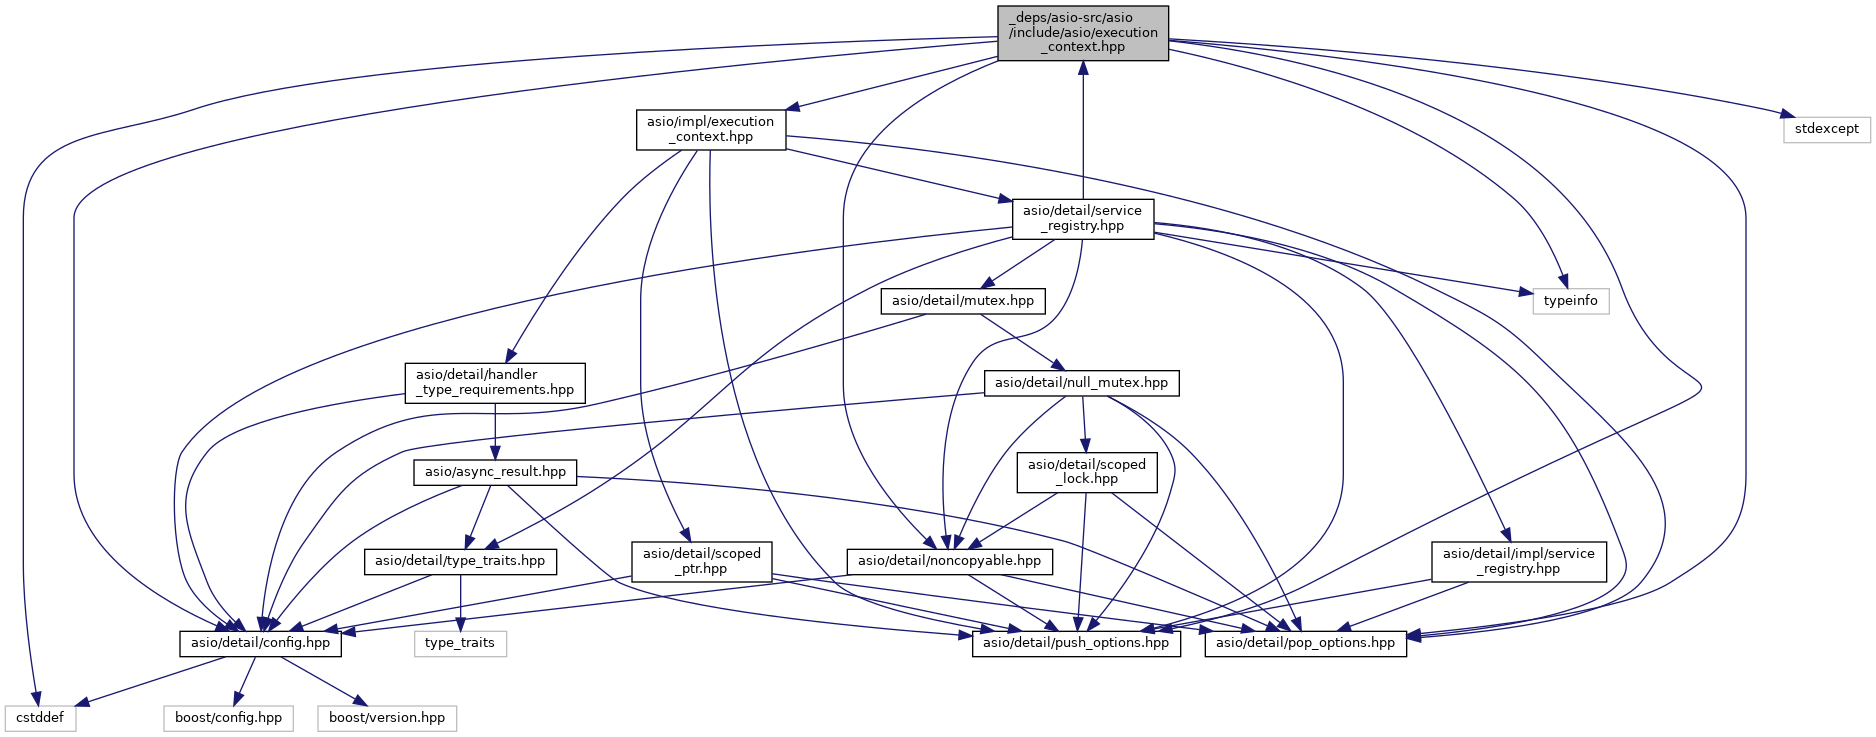 _deps/asio-src/asio
/include/asio/execution
_context.hpp
asio/impl/execution
_context.hpp
stdexcept
asio/detail/service
_registry.hpp
asio/detail/mutex.hpp
typeinfo
asio/detail/handler
_type_requirements.hpp
asio/detail/null_mutex.hpp
asio/async_result.hpp
asio/detail/scoped
_lock.hpp
asio/detail/type_traits.hpp
asio/detail/scoped
_ptr.hpp
asio/detail/noncopyable.hpp
asio/detail/impl/service
_registry.hpp
asio/detail/config.hpp
type_traits
asio/detail/push_options.hpp
asio/detail/pop_options.hpp
cstddef
boost/config.hpp
boost/version.hpp